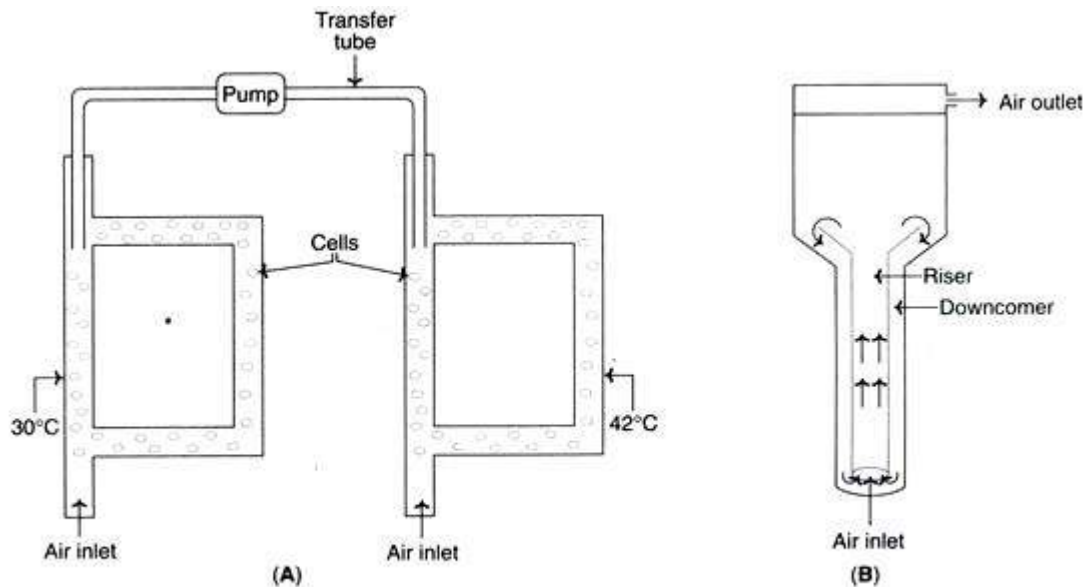 Transfer
tube
Pump
Cells
30°C
42°C
Air inlet
Air inlet
(A)
Air outlet
Riser
Downcomer
Air inlet
(B)